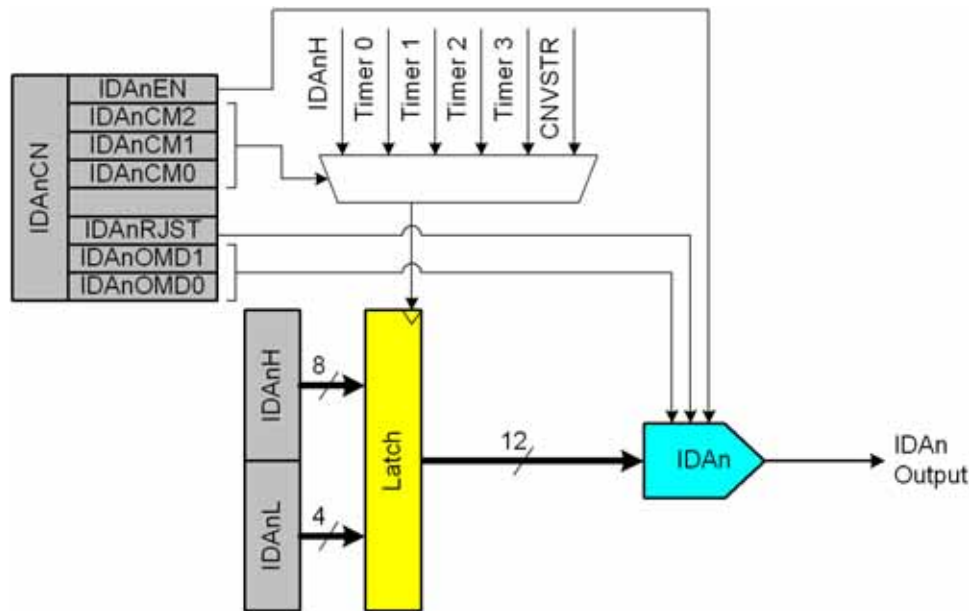 IDAnCN
IDAnEN
IDAnCM2
IDAnCM1
IDAnCM0
IDAnRJST
IDAnOMD1
IDAnOMD0
IDAnH
Timer 0
Timer 1
Timer 2
Timer 3
CNVSTR
IDAnH
IDAnL
8
4
Latch
12
IDAn
IDAn
Output